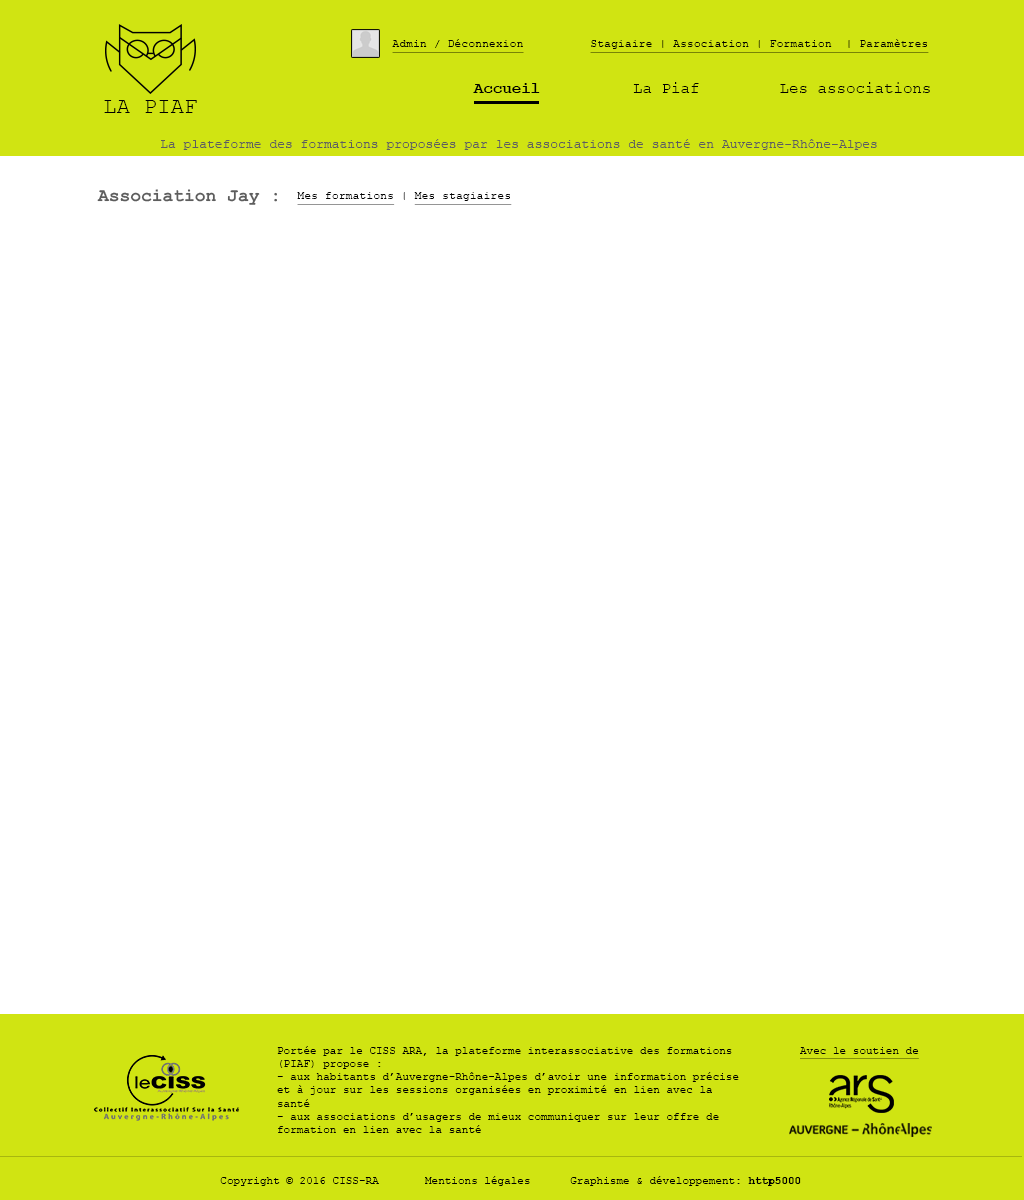 LA PIAF
Admin / Déconnexion
Stagiaire | Association | Formation | Paramètres
Accueil
La Piaf
Les associations
La plateforme des formations proposées par les associations de santé en Auvergne-Rhône-Alpes
Association Jay :
Mes formations | Mes stagiaires
leciss
Collectif Interassociatif Sur la Santé
Auvergne-Rhône-Alpes
Portée par le CISS ARA, la plateforme interassociative des formations
(PIAF) propose :
- aux habitants d’Auvergne-Rhône-Alpes d’avoir une information précise
et à jour sur les sessions organisées en proximité en lien avec la
santé
- aux associations d’usagers de mieux communiquer sur leur offre de
formation en lien avec la santé
Avec le soutien de
ars
Agence Régionale de Santé
Rhône-Alpes
AUVERGNE – RhôneAlpes
Copyright © 2016 CISS-RA
Mentions légales
Graphisme & développement: http5000